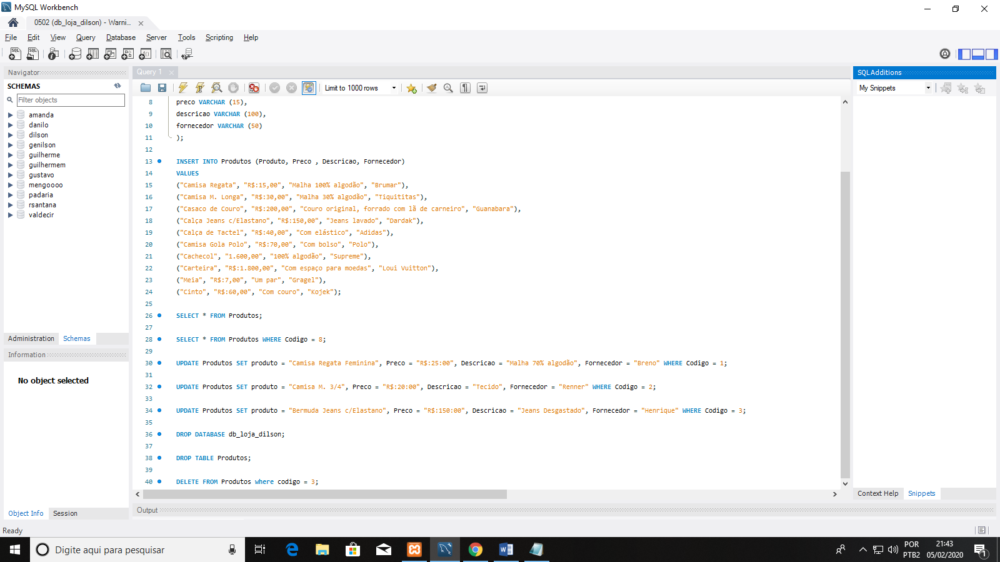 MySQL Workbench
0502 (db_loja_dilson) - Warni...
File Edit View Query Database Server Tools Scripting Help
Navigator
SCHEMAS
Filter objects
amanda
danilo
dilson
genilson
guilherme
guilhermem
gustavo
mengoooo
padaria
rsantana
valdecir
Administration Schemas
Information
No object selected
Object Info Session
Query 1
Limit to 1000 rows
8 preco VARCHAR (15),
9 descricao VARCHAR (100),
10 fornecedor VARCHAR (50)
11 );
12
13 INSERT INTO Produtos (Produto, Preco , Descricao, Fornecedor)
14 VALUES
15 ("Camisa Regata", "R$:15,00", "Malha 100% algodão", "Brumar"),
16 ("Camisa M. Longa", "R$:30,00", "Malha 30% algodão", "Tiquititas"),
17 ("Casaco de Couro", "R$:200,00", "Couro original, forrado com lã de carneiro", "Guanabara"),
18 ("Calça Jeans c/Elastano", "R$:150,00", "Jeans lavado", "Dardak"),
19 ("Calça de Tactel", "R$:40,00", "Com elástico", "Adidas"),
20 ("Camisa Gola Polo", "R$:70,00", "Com bolso", "Polo"),
21 ("Cachecol", "1.600,00", "100% algodão", "Supreme"),
22 ("Carteira", "R$:1.800,00", "Com espaço para moedas", "Loui Vuitton"),
23 ("Meia", "R$:7,00", "Um par", "Gragel"),
24 ("Cinto", "R$:60,00", "Com couro", "Kojek");
25
26 SELECT * FROM Produtos;
27
28 SELECT * FROM Produtos WHERE Codigo = 8;
29
30 UPDATE Produtos SET produto = "Camisa Regata Feminina", Preco = "R$:25:00", Descricao = "Malha 70% algodão", Fornecedor = "Breno" WHERE Codigo = 1;
31
32 UPDATE Produtos SET produto = "Camisa M. 3/4", Preco = "R$:20:00", Descricao = "Tecido", Fornecedor = "Renner" WHERE Codigo = 2;
33
34 UPDATE Produtos SET produto = "Bermuda Jeans c/Elastano", Preco = "R$:150:00", Descricao = "Jeans Desgastado", Fornecedor = "Henrique" WHERE Codigo = 3;
35
36 DROP DATABASE db_loja_dilson;
37
38 DROP TABLE Produtos;
39
40 DELETE FROM Produtos where codigo = 3;
Output
SQLAdditions
My Snippets
Context Help Snippets
Ready
Digite aqui para pesquisar
POR
PTB2
21:43
05/02/2020
1